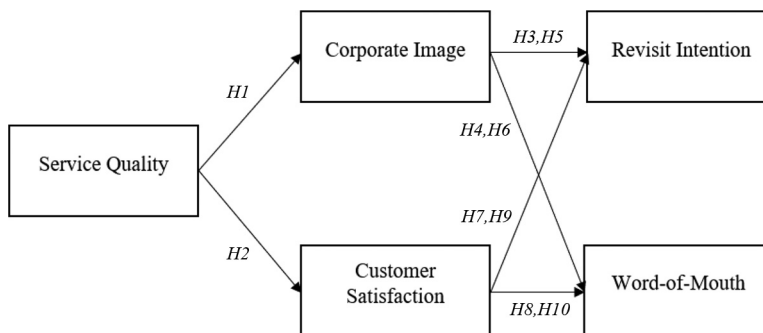 Corporate Image
H3,H5
Revisit Intention
H1
H4,H6
Service Quality
H7,H9
H2
Customer
Satisfaction
Word-of-Mouth
H8,H10